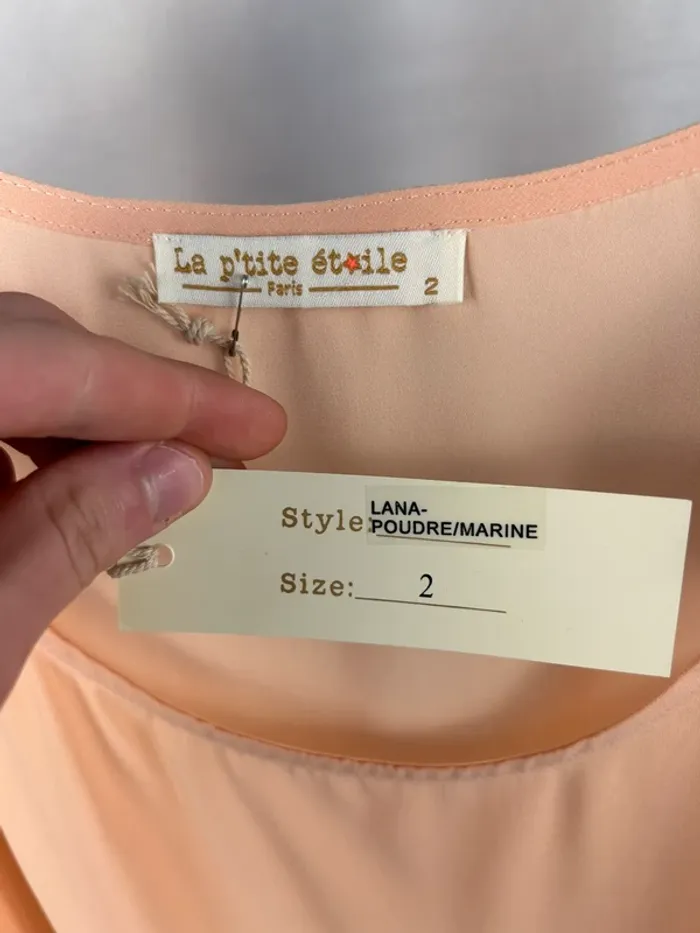 La p'tite étoile
Paris
2
Style: LANA-
POUDRE/MARINE
Size: 2